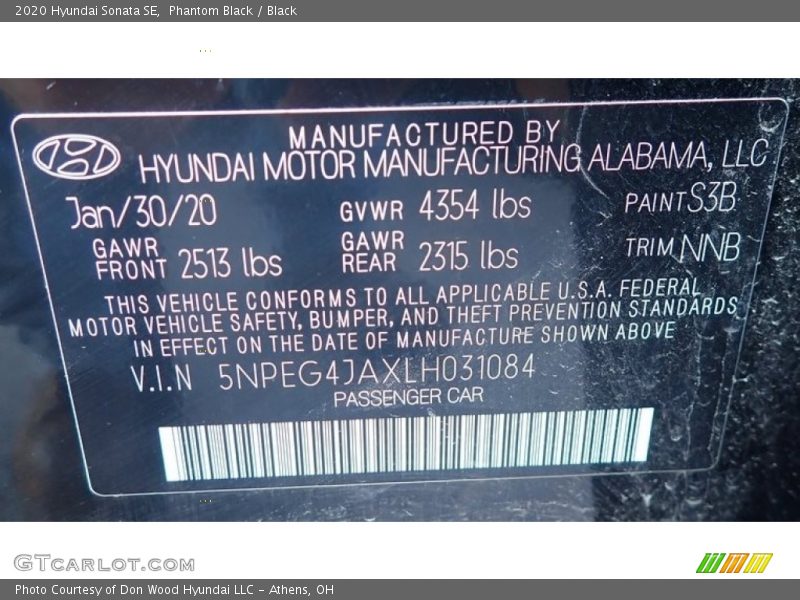 2020 Hyundai Sonata SE,  Phantom Black / Black
MANUFACTURED BY
HYUNDAI MOTOR MANUFACTURING ALABAMA, LLC
Jan/30/20 GVWR 4354 lbs PAINT S3B
GAWR FRONT 2513 lbs GAWR REAR 2315 lbs TRIM NNB
THIS VEHICLE CONFORMS TO ALL APPLICABLE U.S.A. FEDERAL
MOTOR VEHICLE SAFETY, BUMPER, AND THEFT PREVENTION STANDARDS
IN EFFECT ON THE DATE OF MANUFACTURE SHOWN ABOVE
V.I.N 5NPEG4JAXLH031084
PASSENGER CAR
GTCARLOT.COM
Photo Courtesy of Don Wood Hyundai LLC - Athens, OH